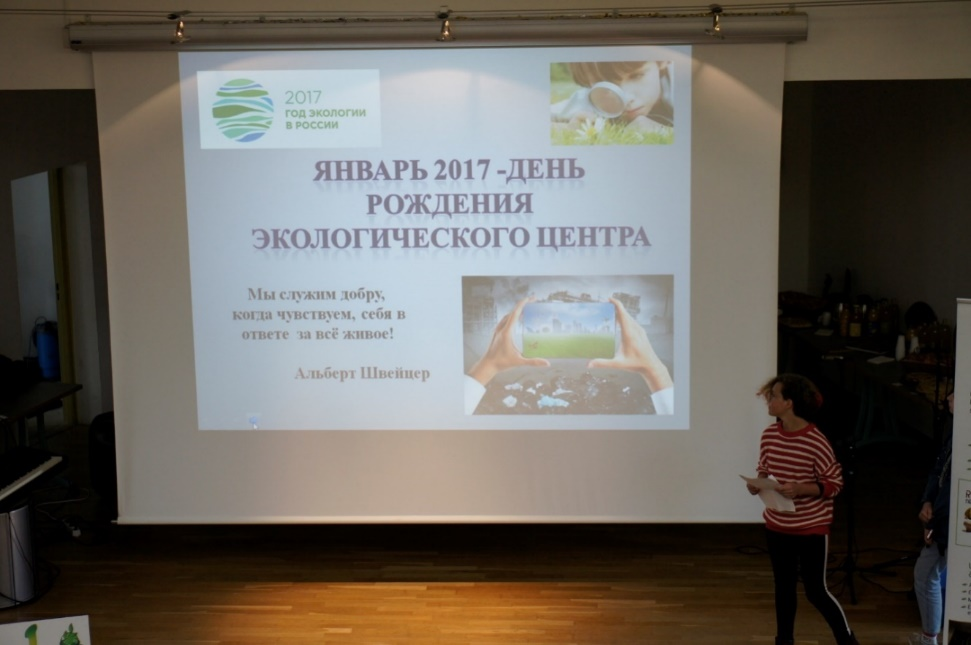 2017
ГОД ЭКОЛОГИИ
В РОССИИ
ЯНВАРЬ 2017 -ДЕНЬ
РОЖДЕНИЯ
ЭКОЛОГИЧЕСКОГО ЦЕНТРА
Мы служим добру,
когда чувствуем, себя в
ответе за всё живое!
Альберт Швейцер